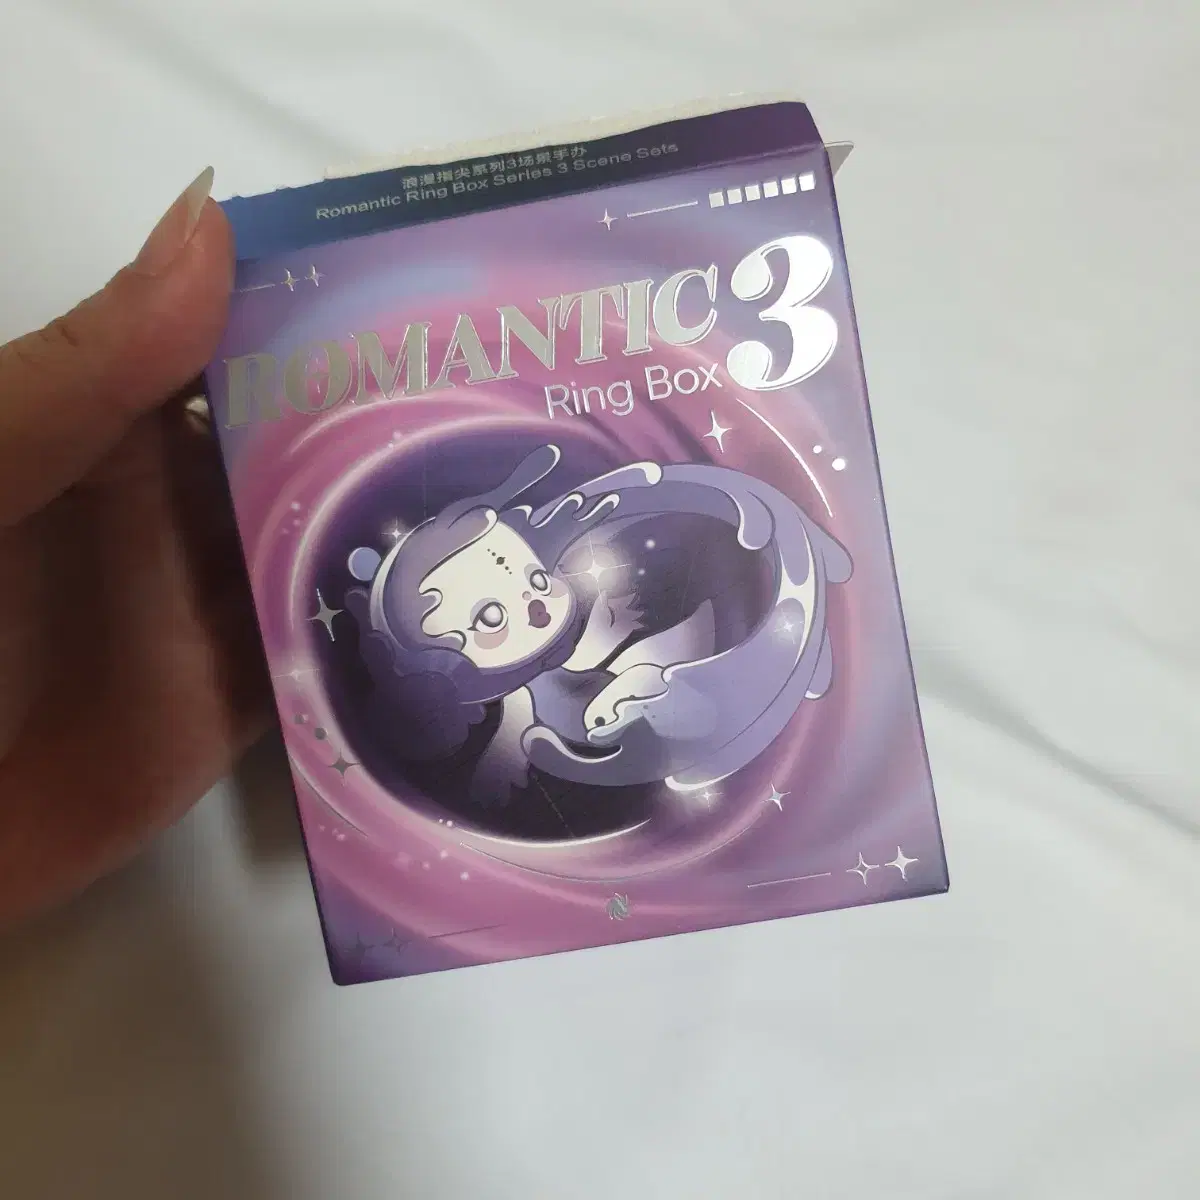 浪漫指尖系列3场景手办
Romantic Ring Box Series 3 Scene Sets
ROMANTIC 3
Ring Box